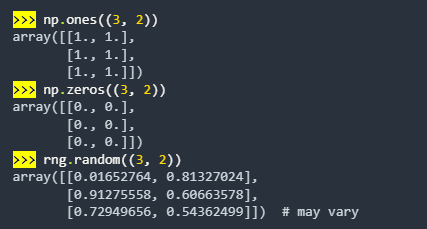 >>> np.ones((3, 2))
array([[1., 1.],
       [1., 1.],
       [1., 1.]])
>>> np.zeros((3, 2))
array([[0., 0.],
       [0., 0.],
       [0., 0.]])
>>> rng.random((3, 2))
array([[0.01652764, 0.81327024],
       [0.91275558, 0.60663578],
       [0.72949656, 0.54362499]])  # may vary